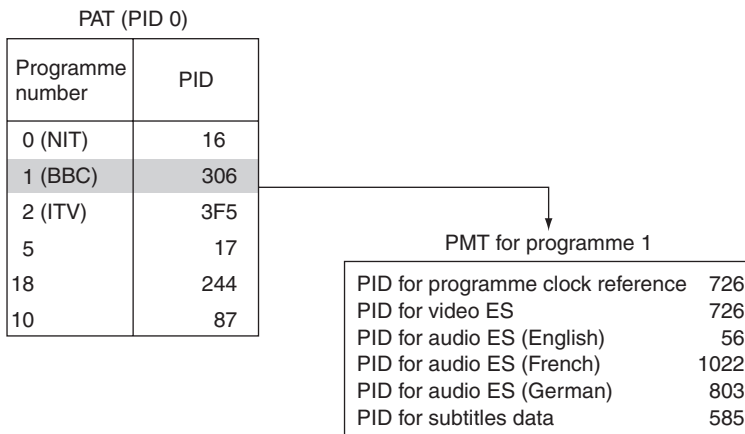 PAT (PID 0)
Programme number PID
0 (NIT) 16
1 (BBC) 306
2 (ITV) 3F5
5 17
18 244
10 87
PMT for programme 1
PID for programme clock reference 726
PID for video ES 726
PID for audio ES (English) 56
PID for audio ES (French) 1022
PID for audio ES (German) 803
PID for subtitles data 585